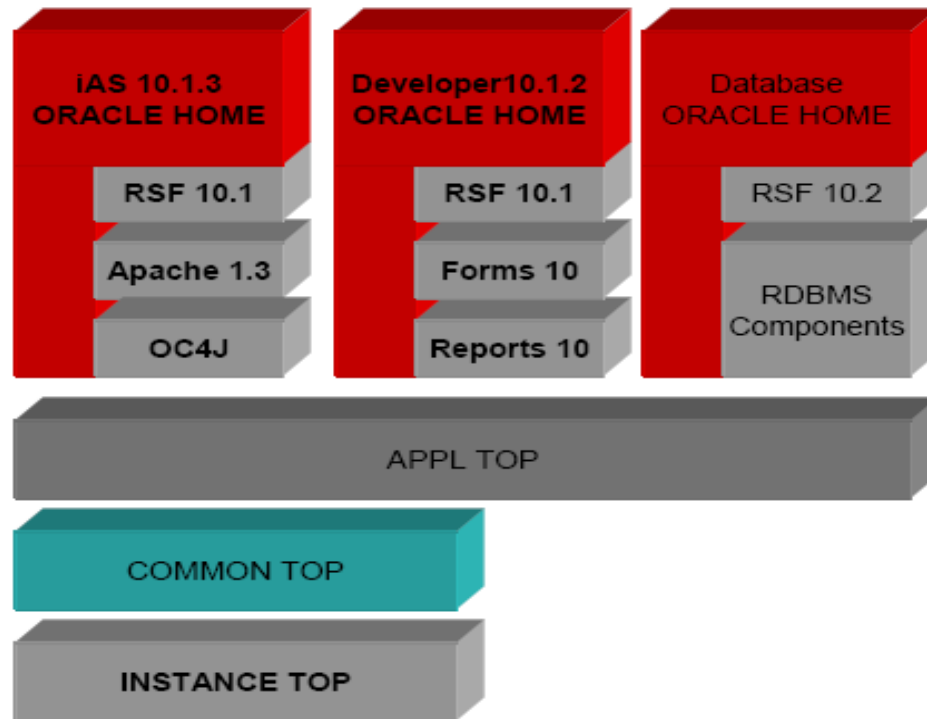 iAS 10.1.3
ORACLE HOME
RSF 10.1
Apache 1.3
OC4J
Developer10.1.2
ORACLE HOME
RSF 10.1
Forms 10
Reports 10
Database
ORACLE HOME
RSF 10.2
RDBMS
Components
APPL TOP
COMMON TOP
INSTANCE TOP